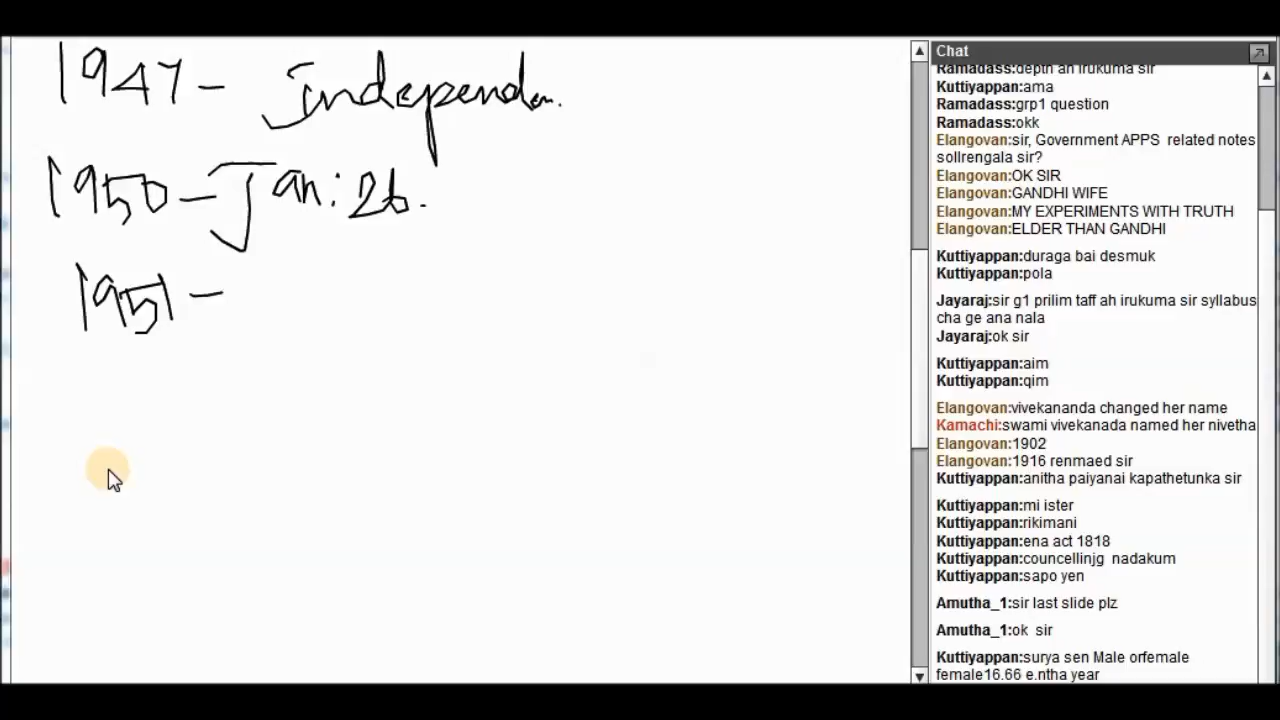 1947 - independen.
1950 - Jan: 26.
1951 -
Chat
Ramadass:depth ah irukuma sir
Kuttiyappan:ama
Ramadass:grp1 question
Ramadass:okk
Elangovan:sir, Government APPS related notes
sollrengala sir?
Elangovan:OK SIR
Elangovan:GANDHI WIFE
Elangovan:MY EXPERIMENTS WITH TRUTH
Elangovan:ELDER THAN GANDHI
Kuttiyappan:duraga bai desmuk
Kuttiyappan:pola
Jayaraj:sir g1 prilim taff ah irukuma sir syllabus
cha ge ana nala
Jayaraj:ok sir
Kuttiyappan:aim
Kuttiyappan:qim
Elangovan:vivekananda changed her name
Kamachi:swami vivekanada named her nivetha
Elangovan:1902
Elangovan:1916 renmaed sir
Kuttiyappan:anitha paiyanai kapathetunka sir
Kuttiyappan:mi ister
Kuttiyappan:rikimani
Kuttiyappan:ena act 1818
Kuttiyappan:councellinjg nadakum
Kuttiyappan:sapo yen
Amutha_1:sir last slide plz
Amutha_1:ok sir
Kuttiyappan:surya sen Male orfemale
female16.66 e.ntha year